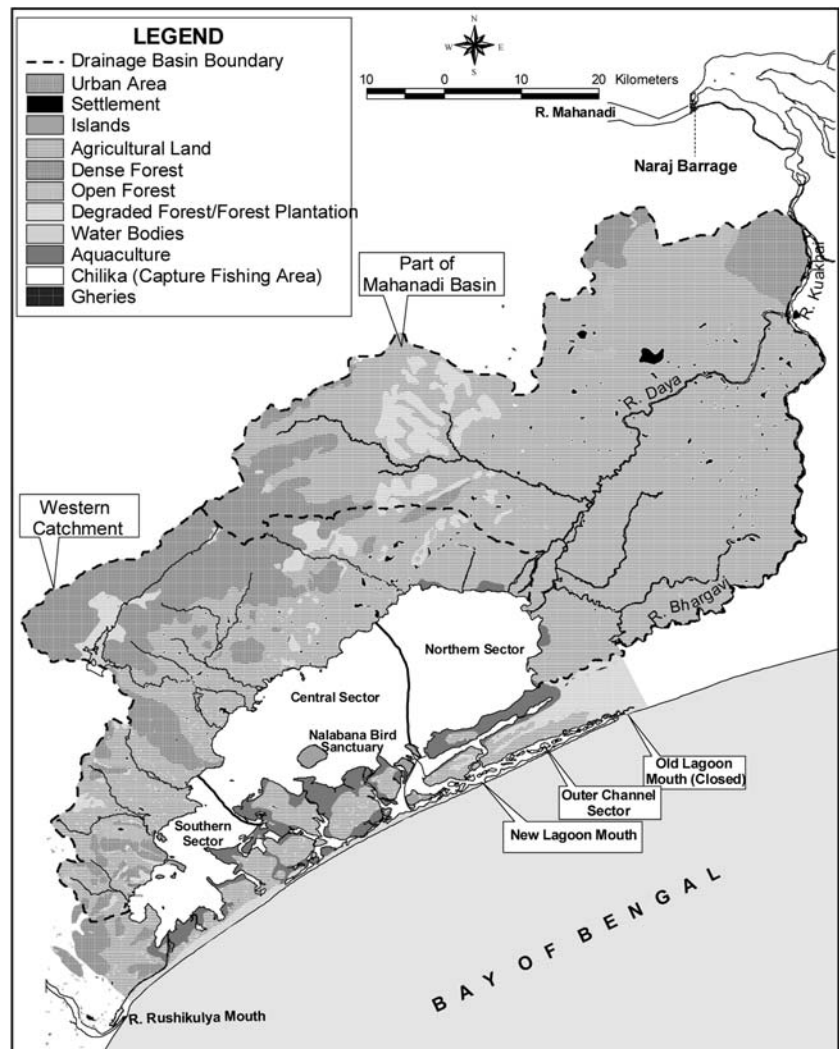 LEGEND
Drainage Basin Boundary
Urban Area
Settlement
Islands
Agricultural Land
Dense Forest
Open Forest
Degraded Forest/Forest Plantation
Water Bodies
Aquaculture
Chilika (Capture Fishing Area)
Gheries
N
W E
S
10 0 10 20 Kilometers
R. Mahanadi
Naraj Barrage
R. Kuakhai
Part of
Mahanadi Basin
R. Daya
Western
Catchment
R. Bhargavi
Northern Sector
Central Sector
Nalabana Bird
Sanctuary
Southern
Sector
Old Lagoon
Mouth (Closed)
Outer Channel
Sector
New Lagoon Mouth
BAY OF BENGAL
R. Rushikulya Mouth